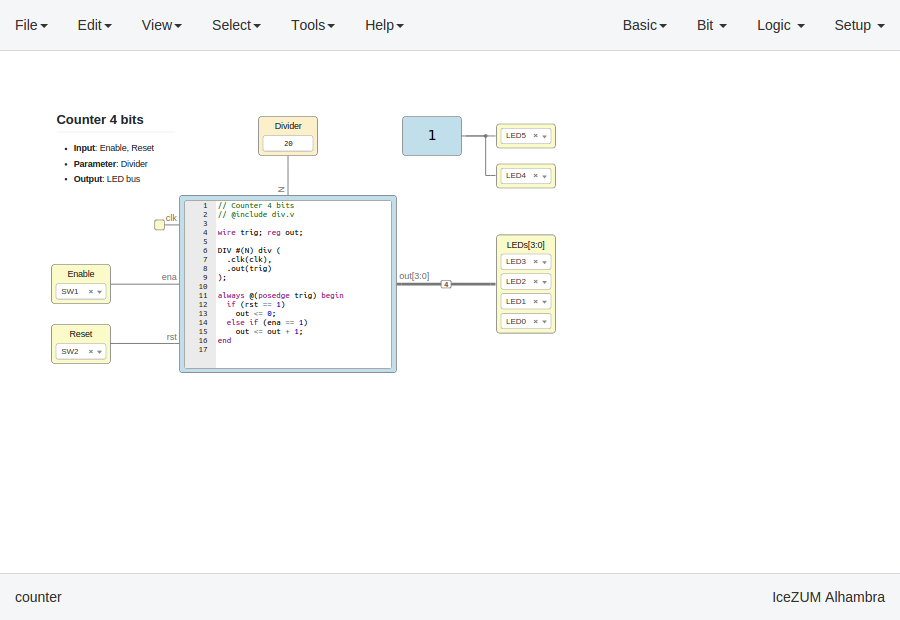 File Edit View Select Tools Help Basic Bit Logic Setup
Counter 4 bits
Input: Enable, Reset
Parameter: Divider
Output: LED bus
Divider
20
N
1
LED5
LED4
clk
Enable
SW1
ena
Reset
SW2
rst
1 // Counter 4 bits
2 // @include div.v
3
4 wire trig; reg out;
5
6 DIV #(N) div (
7 .clk(clk),
8 .out(trig)
9 );
10
11 always @(posedge trig) begin
12 if (rst == 1)
13 out <= 0;
14 else if (ena == 1)
15 out <= out + 1;
16 end
17
out[3:0]
4
LEDs[3:0]
LED3
LED2
LED1
LED0
counter IceZUM Alhambra